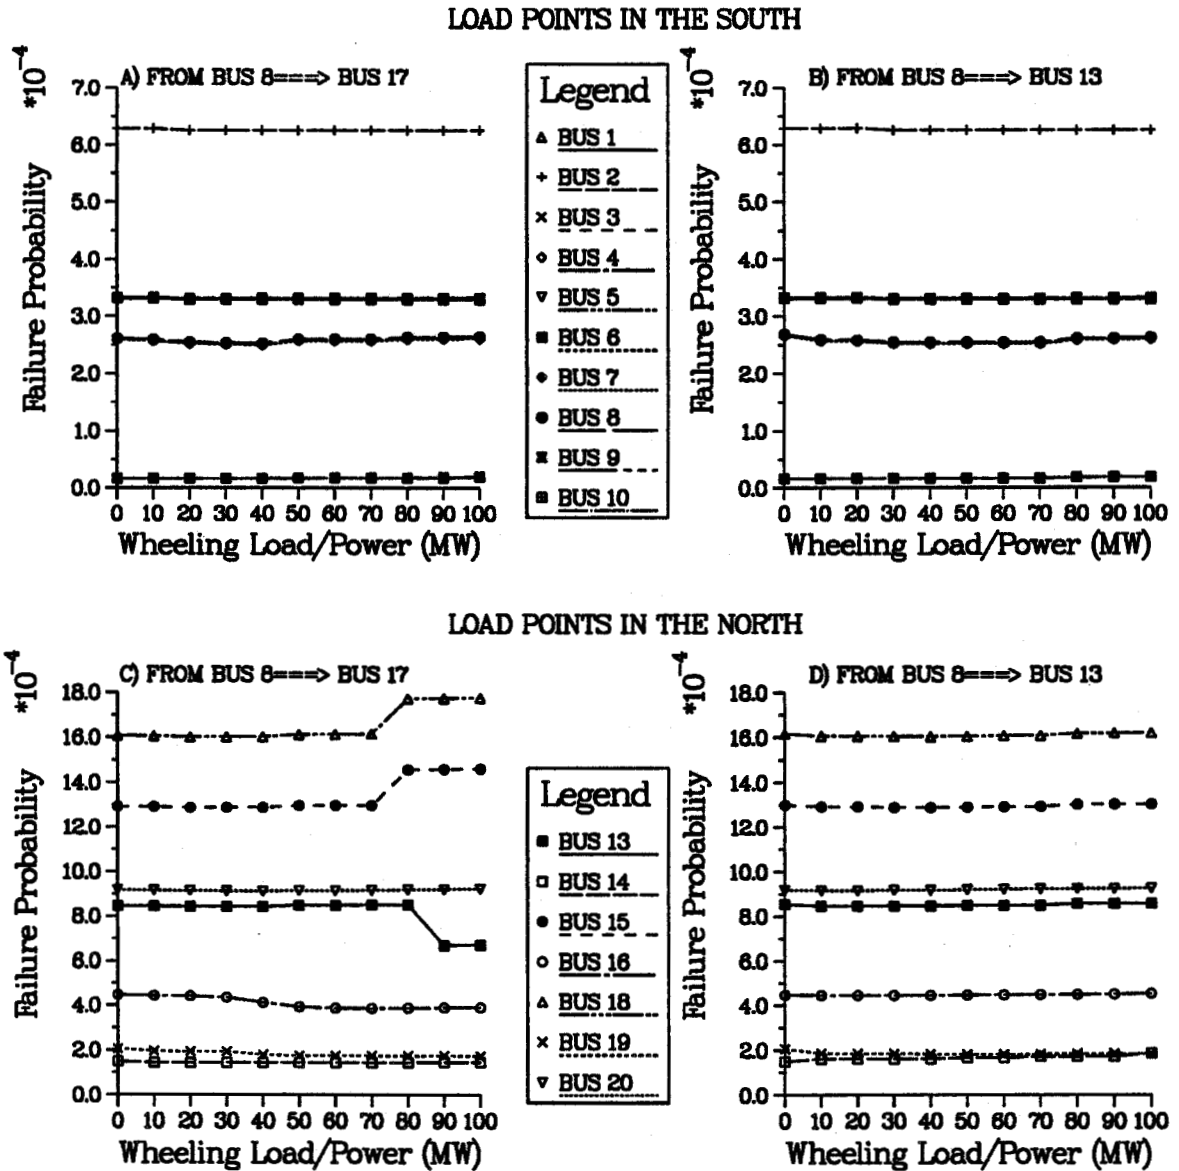 LOAD POINTS IN THE SOUTH
A) FROM BUS 8===> BUS 17
*10-4
Failure Probability
7.0
6.0
5.0
4.0
3.0
2.0
1.0
0.0
0 10 20 30 40 50 60 70 80 90 100
Wheeling Load/Power (MW)
Legend
BUS 1
BUS 2
BUS 3
BUS 4
BUS 5
BUS 6
BUS 7
BUS 8
BUS 9
BUS 10
B) FROM BUS 8===> BUS 13
*10-4
Failure Probability
7.0
6.0
5.0
4.0
3.0
2.0
1.0
0.0
0 10 20 30 40 50 60 70 80 90 100
Wheeling Load/Power (MW)
LOAD POINTS IN THE NORTH
C) FROM BUS 8===> BUS 17
*10-4
Failure Probability
18.0
16.0
14.0
12.0
10.0
8.0
6.0
4.0
2.0
0.0
0 10 20 30 40 50 60 70 80 90 100
Wheeling Load/Power (MW)
Legend
BUS 13
BUS 14
BUS 15
BUS 16
BUS 18
BUS 19
BUS 20
D) FROM BUS 8===> BUS 13
*10-4
Failure Probability
18.0
16.0
14.0
12.0
10.0
8.0
6.0
4.0
2.0
0.0
0 10 20 30 40 50 60 70 80 90 100
Wheeling Load/Power (MW)